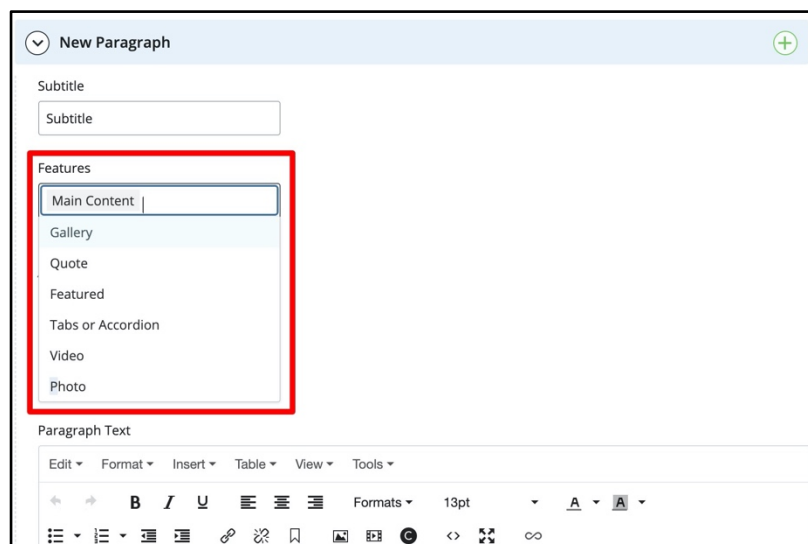 New Paragraph
Subtitle
Subtitle
Features
Main Content
Gallery
Quote
Featured
Tabs or Accordion
Video
Photo
Paragraph Text
Edit Format Insert Table View Tools
B I U Formats 13pt A A